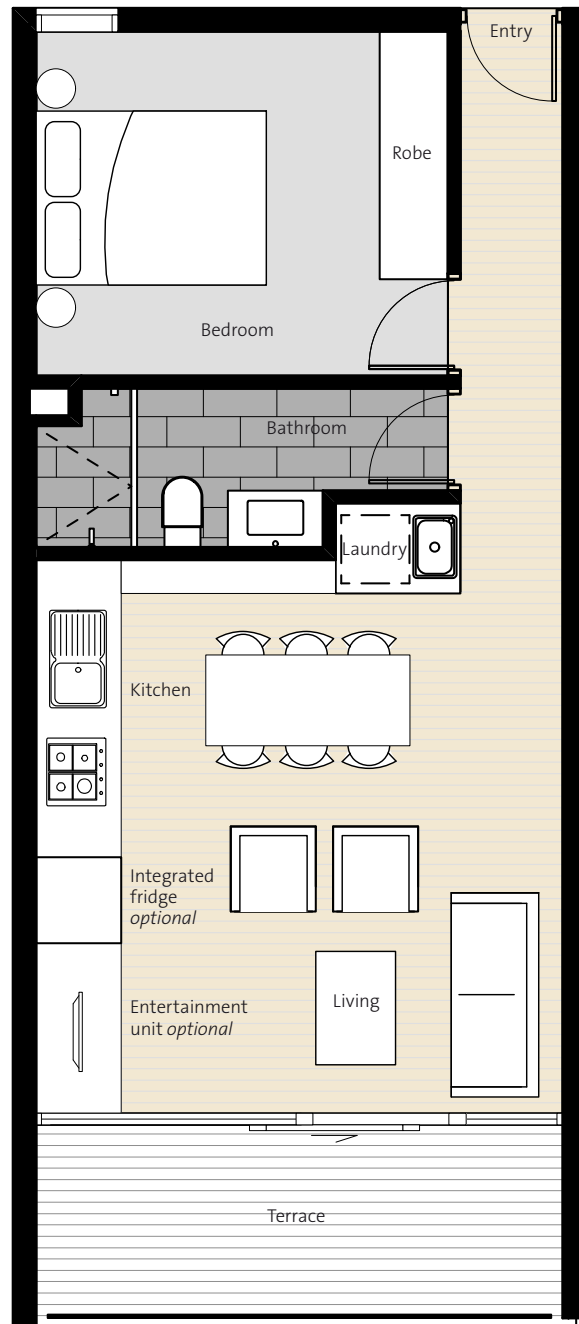 Entry
Robe
Bedroom
Bathroom
Laundry
Kitchen
Integrated
fridge
optional
Entertainment
unit optional
Living
Terrace